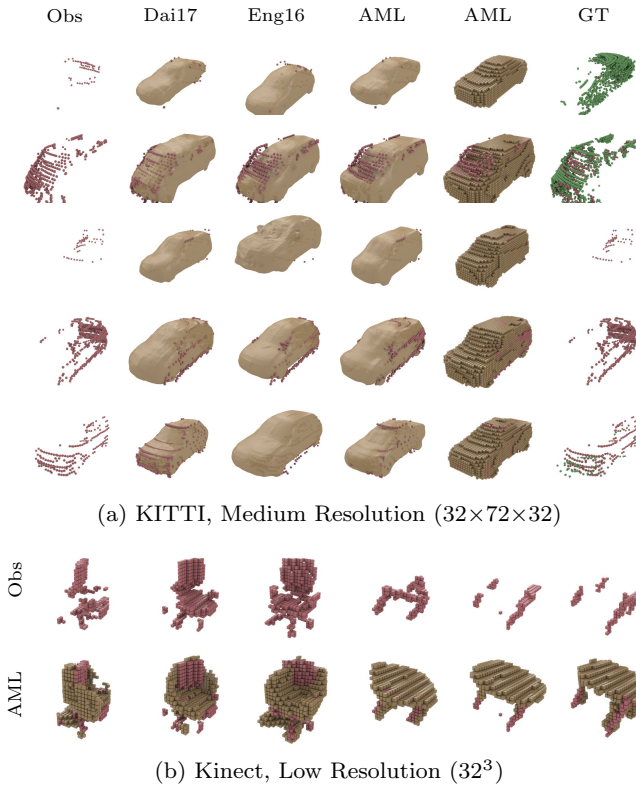 Obs Dai17 Eng16 AML AML GT
(a) KITTI, Medium Resolution (32×72×32)
Obs
AML
(b) Kinect, Low Resolution (32³)